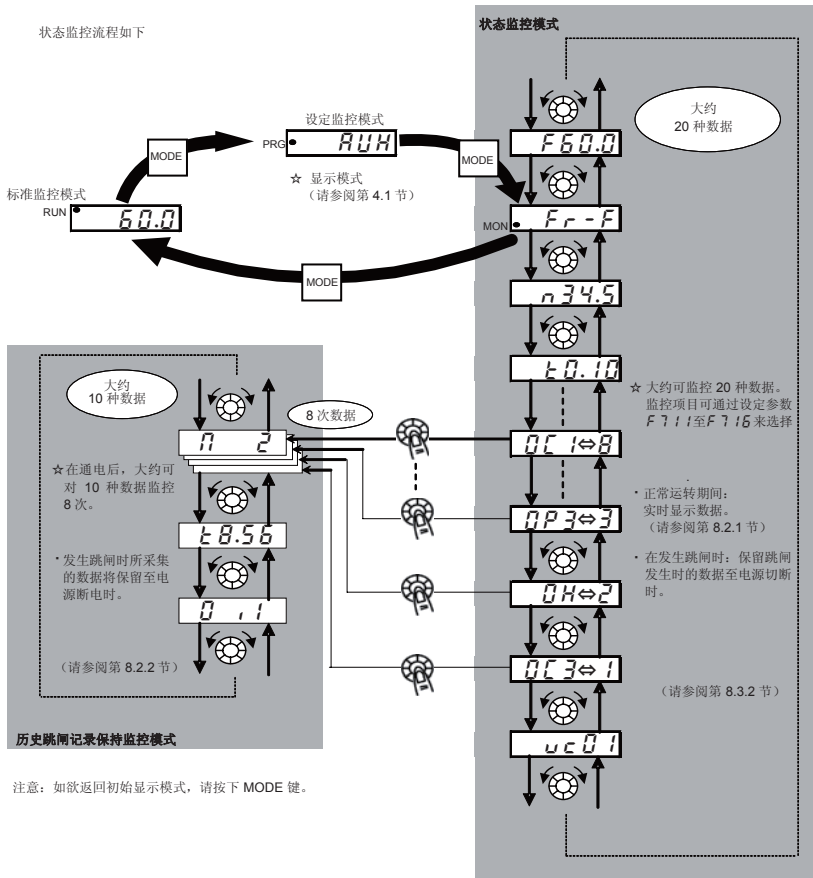 状态监控流程如下
状态监控模式
大约
20 种数据
设定监控模式
PRG
AUH
MODE
MODE
☆ 显示模式
（请参阅第 4.1 节）
标准监控模式
RUN
60.0
MODE
F60.0
MON
Fr-F
n34.5
t0.10
☆ 大约可监控 20 种数据。
监控项目可通过设定参数
F711至F716来选择
OC1⇔8
・正常运转期间：
实时显示数据。
（请参阅第 8.2.1 节）
OP3⇔3
・在发生跳闸时：保留跳闸
发生时的数据至电源切断
时。
OH⇔2
OC3⇔1
（请参阅第 8.3.2 节）
uc01
大约
10 种数据
8 次数据
n 2
☆在通电后，大约可
对 10 种数据监控
8 次。
t8.56
・发生跳闸时所采集
的数据将保留至电
源断电时。
0 i1
（请参阅第 8.2.2 节）
历史跳闸记录保持监控模式
注意：如欲返回初始显示模式，请按下 MODE 键。